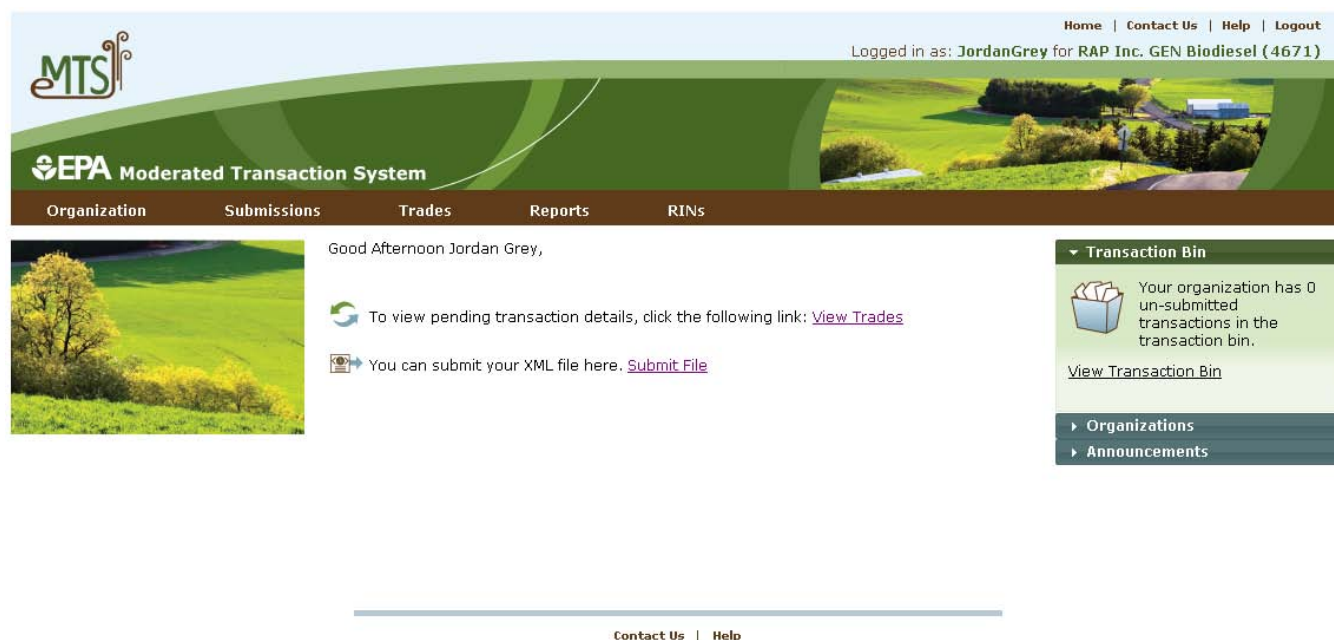 Home | Contact Us | Help | Logout
Logged in as: JordanGrey for RAP Inc. GEN Biodiesel (4671)
eMTS
EPA Moderated Transaction System
Organization Submissions Trades Reports RINs
Good Afternoon Jordan Grey,
To view pending transaction details, click the following link: View Trades
You can submit your XML file here. Submit File
Transaction Bin
Your organization has 0
un-submitted
transactions in the
transaction bin.
View Transaction Bin
Organizations
Announcements
Contact Us | Help